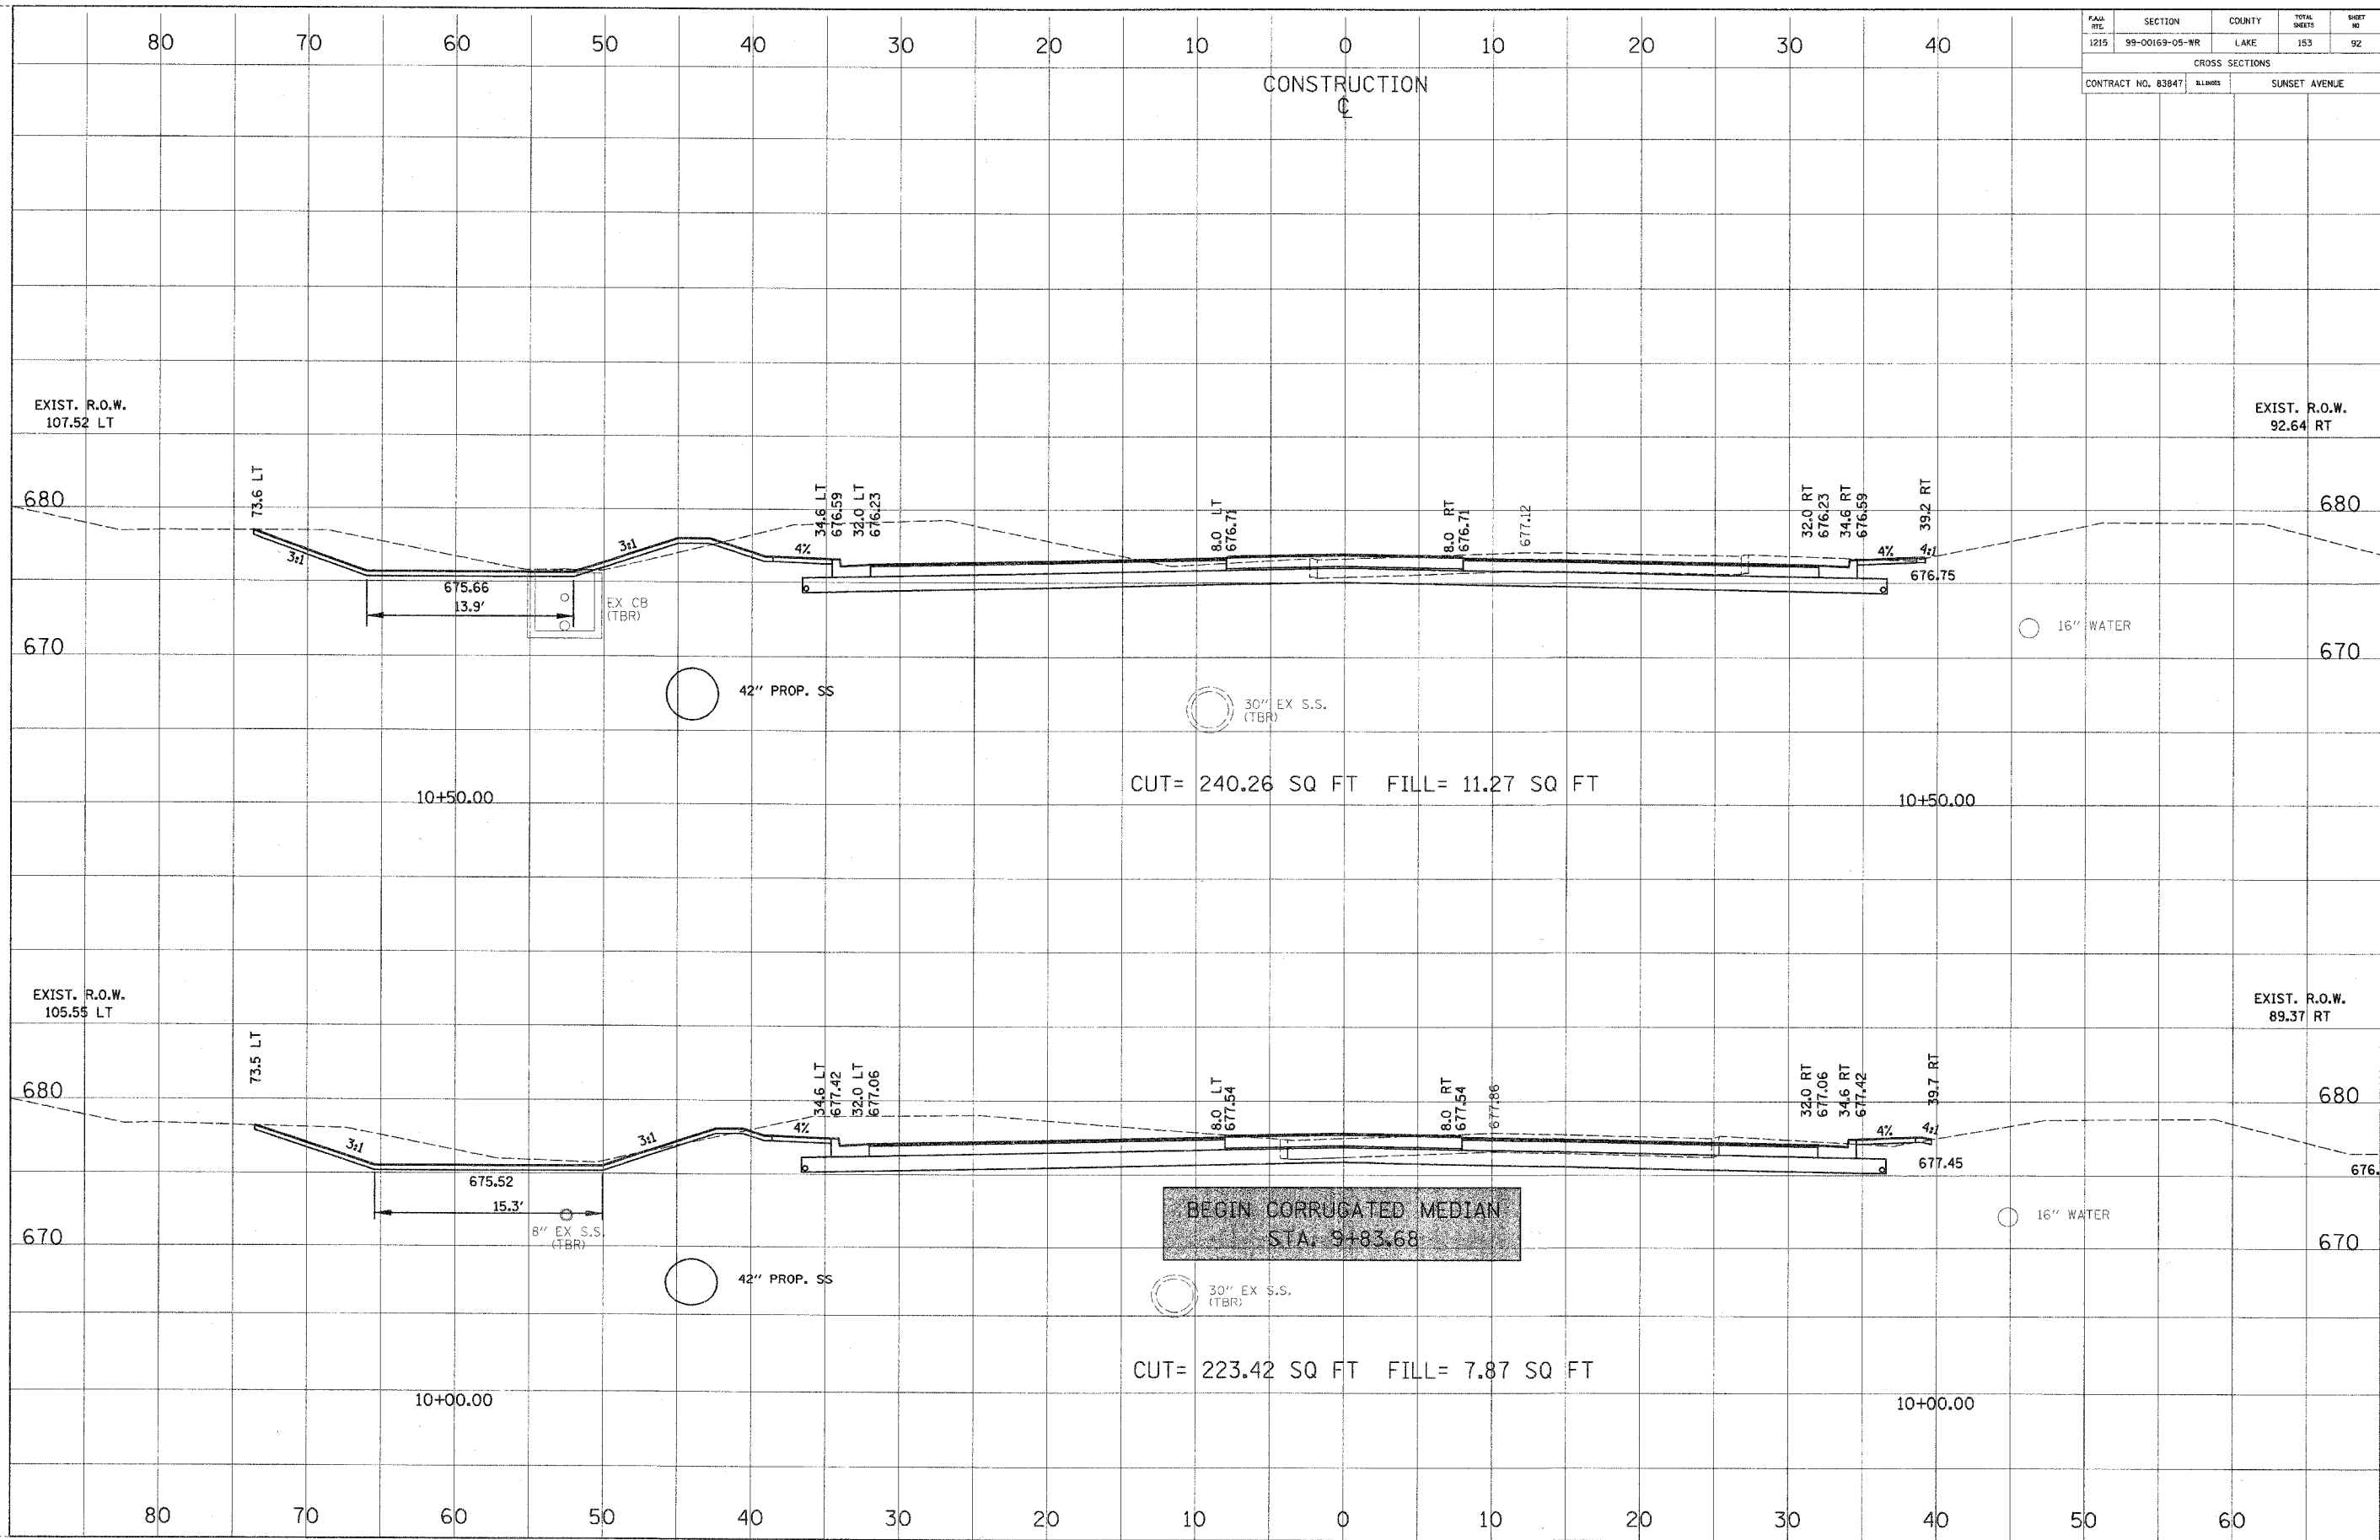 80 70 60 50 40 30 20 10 0 10 20 30 40
F.A.U. RTE. SECTION COUNTY TOTAL SHEETS SHEET NO
1215 99-00169-05-WR LAKE 153 92
CROSS SECTIONS
CONTRACT NO. 83847 ILLINOIS SUNSET AVENUE
CONSTRUCTION
℄
EXIST. R.O.W.
107.52 LT
EXIST. R.O.W.
92.64 RT
680
73.6 LT
34.6 LT
676.59
32.0 LT
676.23
8.0 LT
676.71
8.0 RT
676.71
677.12
32.0 RT
676.23
34.6 RT
676.59
39.2 RT
680
3:1
3:1
4%
4%
4:1
675.66
676.75
13.9'
EX CB
(TBR)
16" WATER
670
670
42" PROP. SS
30" EX S.S.
(TBR)
CUT= 240.26 SQ FT FILL= 11.27 SQ FT
10+50.00
10+50.00
EXIST. R.O.W.
105.55 LT
EXIST. R.O.W.
89.37 RT
680
73.5 LT
34.6 LT
677.42
32.0 LT
677.06
8.0 LT
677.54
8.0 RT
677.54
677.86
32.0 RT
677.06
34.6 RT
677.42
39.7 RT
680
3:1
3:1
4%
4%
4:1
675.52
677.45
676.
15.3'
8" EX S.S.
(TBR)
BEGIN CORRUGATED MEDIAN
STA. 9+83.68
16" WATER
670
670
42" PROP. SS
30" EX S.S.
(TBR)
CUT= 223.42 SQ FT FILL= 7.87 SQ FT
10+00.00
10+00.00
80 70 60 50 40 30 20 10 0 10 20 30 40 50 60